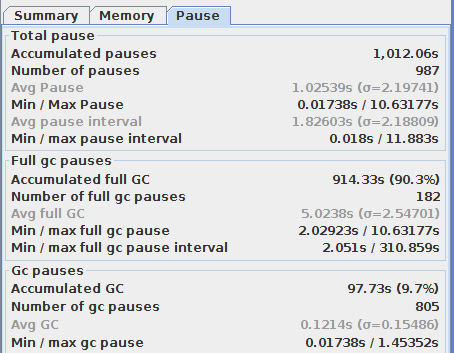 Summary Memory Pause
Total pause
Accumulated pauses 1,012.06s
Number of pauses 987
Avg Pause 1.02539s (σ=2.19741)
Min / Max Pause 0.01738s / 10.63177s
Avg pause interval 1.82603s (σ=2.18809)
Min / max pause interval 0.018s / 11.883s
Full gc pauses
Accumulated full GC 914.33s (90.3%)
Number of full gc pauses 182
Avg full GC 5.0238s (σ=2.54701)
Min / max full gc pause 2.02923s / 10.63177s
Min / max full gc pause interval 2.051s / 310.859s
Gc pauses
Accumulated GC 97.73s (9.7%)
Number of gc pauses 805
Avg GC 0.1214s (σ=0.15486)
Min / max gc pause 0.01738s / 1.45352s